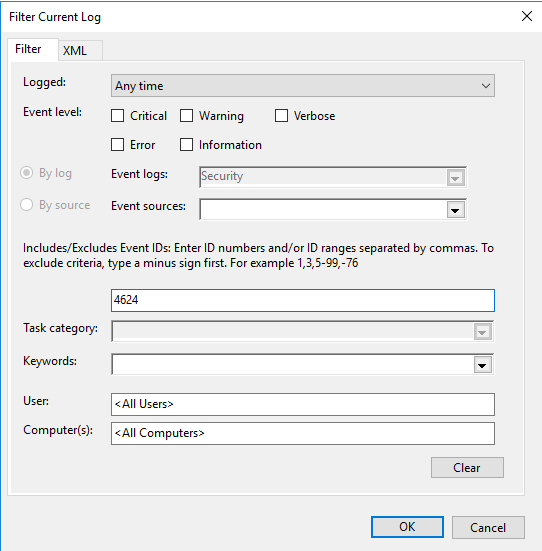 Filter Current Log
Filter XML
Logged: Any time
Event level: Critical Warning Verbose
Error Information
By log Event logs: Security
By source Event sources:
Includes/Excludes Event IDs: Enter ID numbers and/or ID ranges separated by commas. To
exclude criteria, type a minus sign first. For example 1,3,5-99,-76
4624
Task category:
Keywords:
User: <All Users>
Computer(s): <All Computers>
Clear
OK Cancel